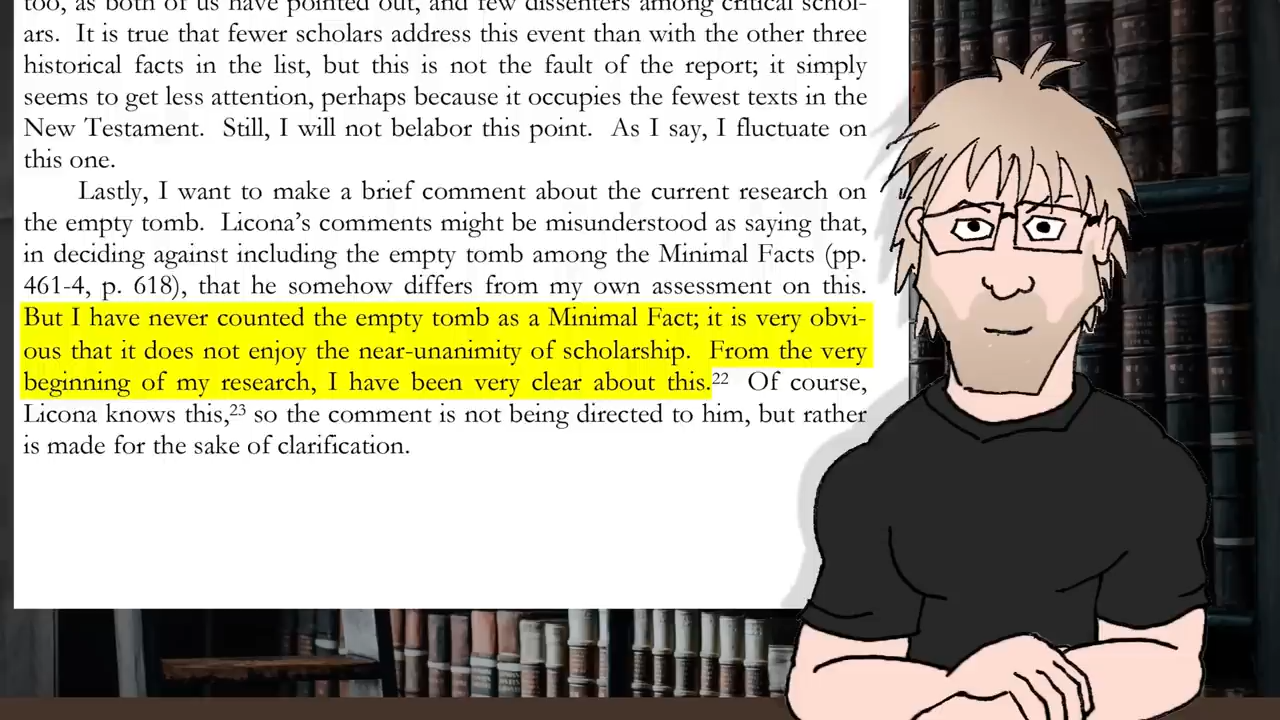 too, as both of us have pointed out, and few dissenters among critical schol-
ars. It is true that fewer scholars address this event than with the other three
historical facts in the list, but this is not the fault of the report; it simply
seems to get less attention, perhaps because it occupies the fewest texts in the
New Testament. Still, I will not belabor this point. As I say, I fluctuate on
this one.
Lastly, I want to make a brief comment about the current research on
the empty tomb. Licona’s comments might be misunderstood as saying that,
in deciding against including the empty tomb among the Minimal Facts (pp.
461-4, p. 618), that he somehow differs from my own assessment on this.
But I have never counted the empty tomb as a Minimal Fact; it is very obvi-
ous that it does not enjoy the near-unanimity of scholarship. From the very
beginning of my research, I have been very clear about this.²² Of course,
Licona knows this,²³ so the comment is not being directed to him, but rather
is made for the sake of clarification.